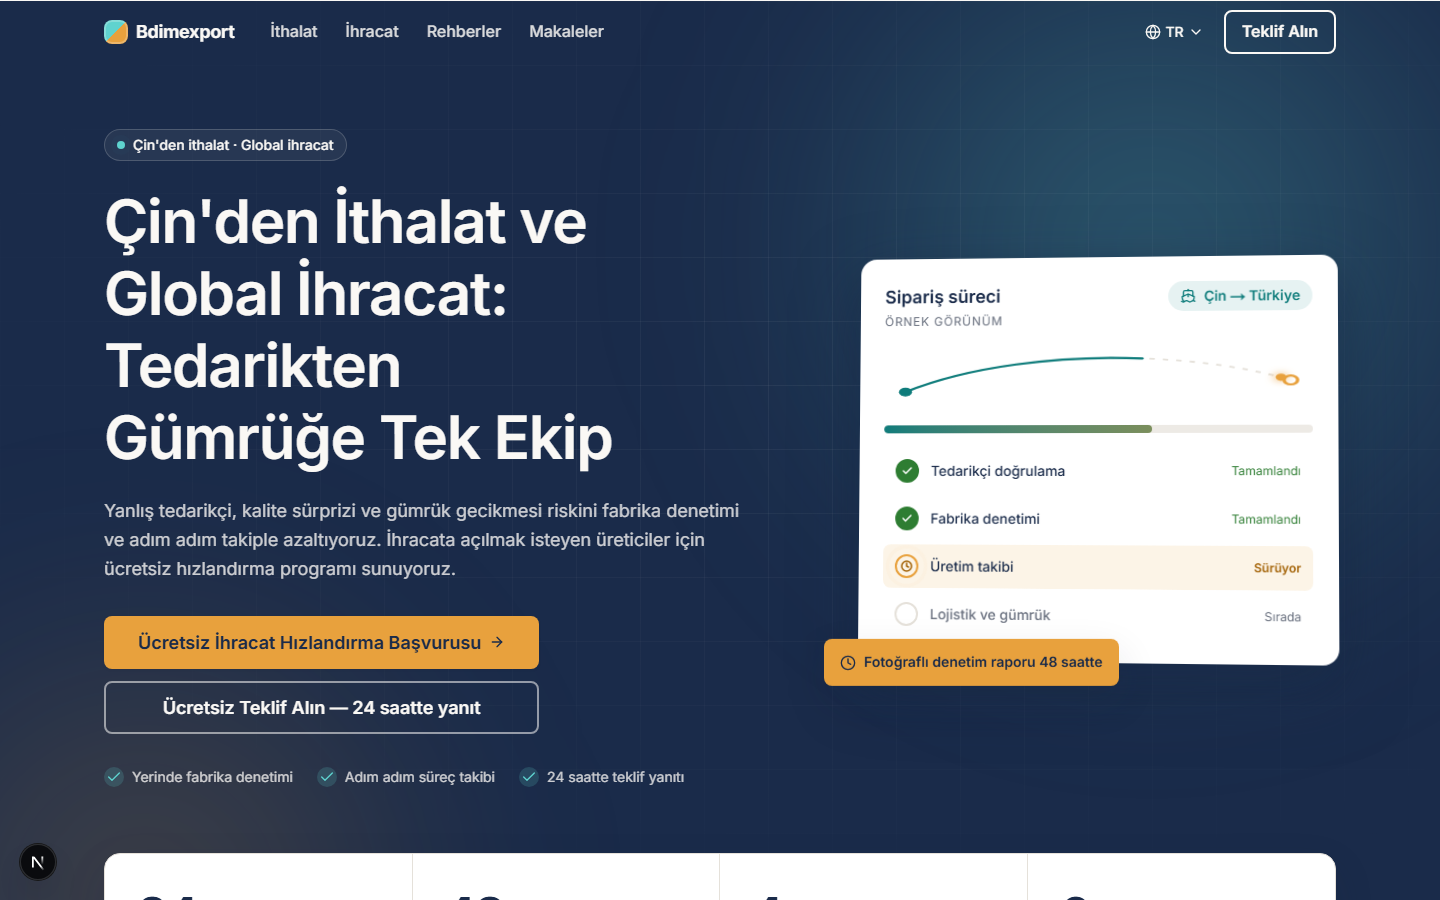 Bdimexport
İthalat
İhracat
Rehberler
Makaleler
TR
Teklif Alın
Çin'den ithalat · Global ihracat
Çin'den İthalat ve
Global İhracat:
Tedarikten
Gümrüğe Tek Ekip
Yanlış tedarikçi, kalite sürprizi ve gümrük gecikmesi riskini fabrika denetimi
ve adım adım takiple azaltıyoruz. İhracata açılmak isteyen üreticiler için
ücretsiz hızlandırma programı sunuyoruz.
Ücretsiz İhracat Hızlandırma Başvurusu →
Ücretsiz Teklif Alın — 24 saatte yanıt
Yerinde fabrika denetimi
Adım adım süreç takibi
24 saatte teklif yanıtı
Sipariş süreci
Çin → Türkiye
ÖRNEK GÖRÜNÜM
Tedarikçi doğrulama
Tamamlandı
Fabrika denetimi
Tamamlandı
Üretim takibi
Sürüyor
Lojistik ve gümrük
Sırada
Fotoğraflı denetim raporu 48 saatte
N